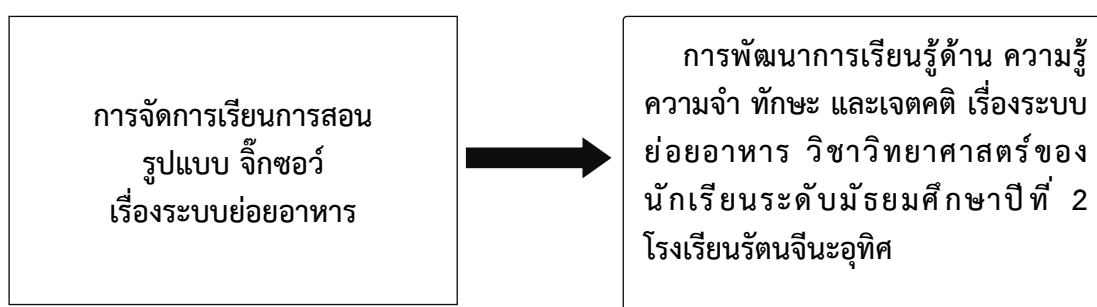 การจัดการเรียนการสอน
รูปแบบ จิ๊กซอว์
เรื่องระบบย่อยอาหาร
การพัฒนาการเรียนรู้ด้าน ความรู้
ความจำ ทักษะ และเจตคติ เรื่องระบบ
ย่อยอาหาร วิชาวิทยาศาสตร์ของ
นักเรียนระดับมัธยมศึกษาปีที่ 2
โรงเรียนรัตนจีนะอุทิศ